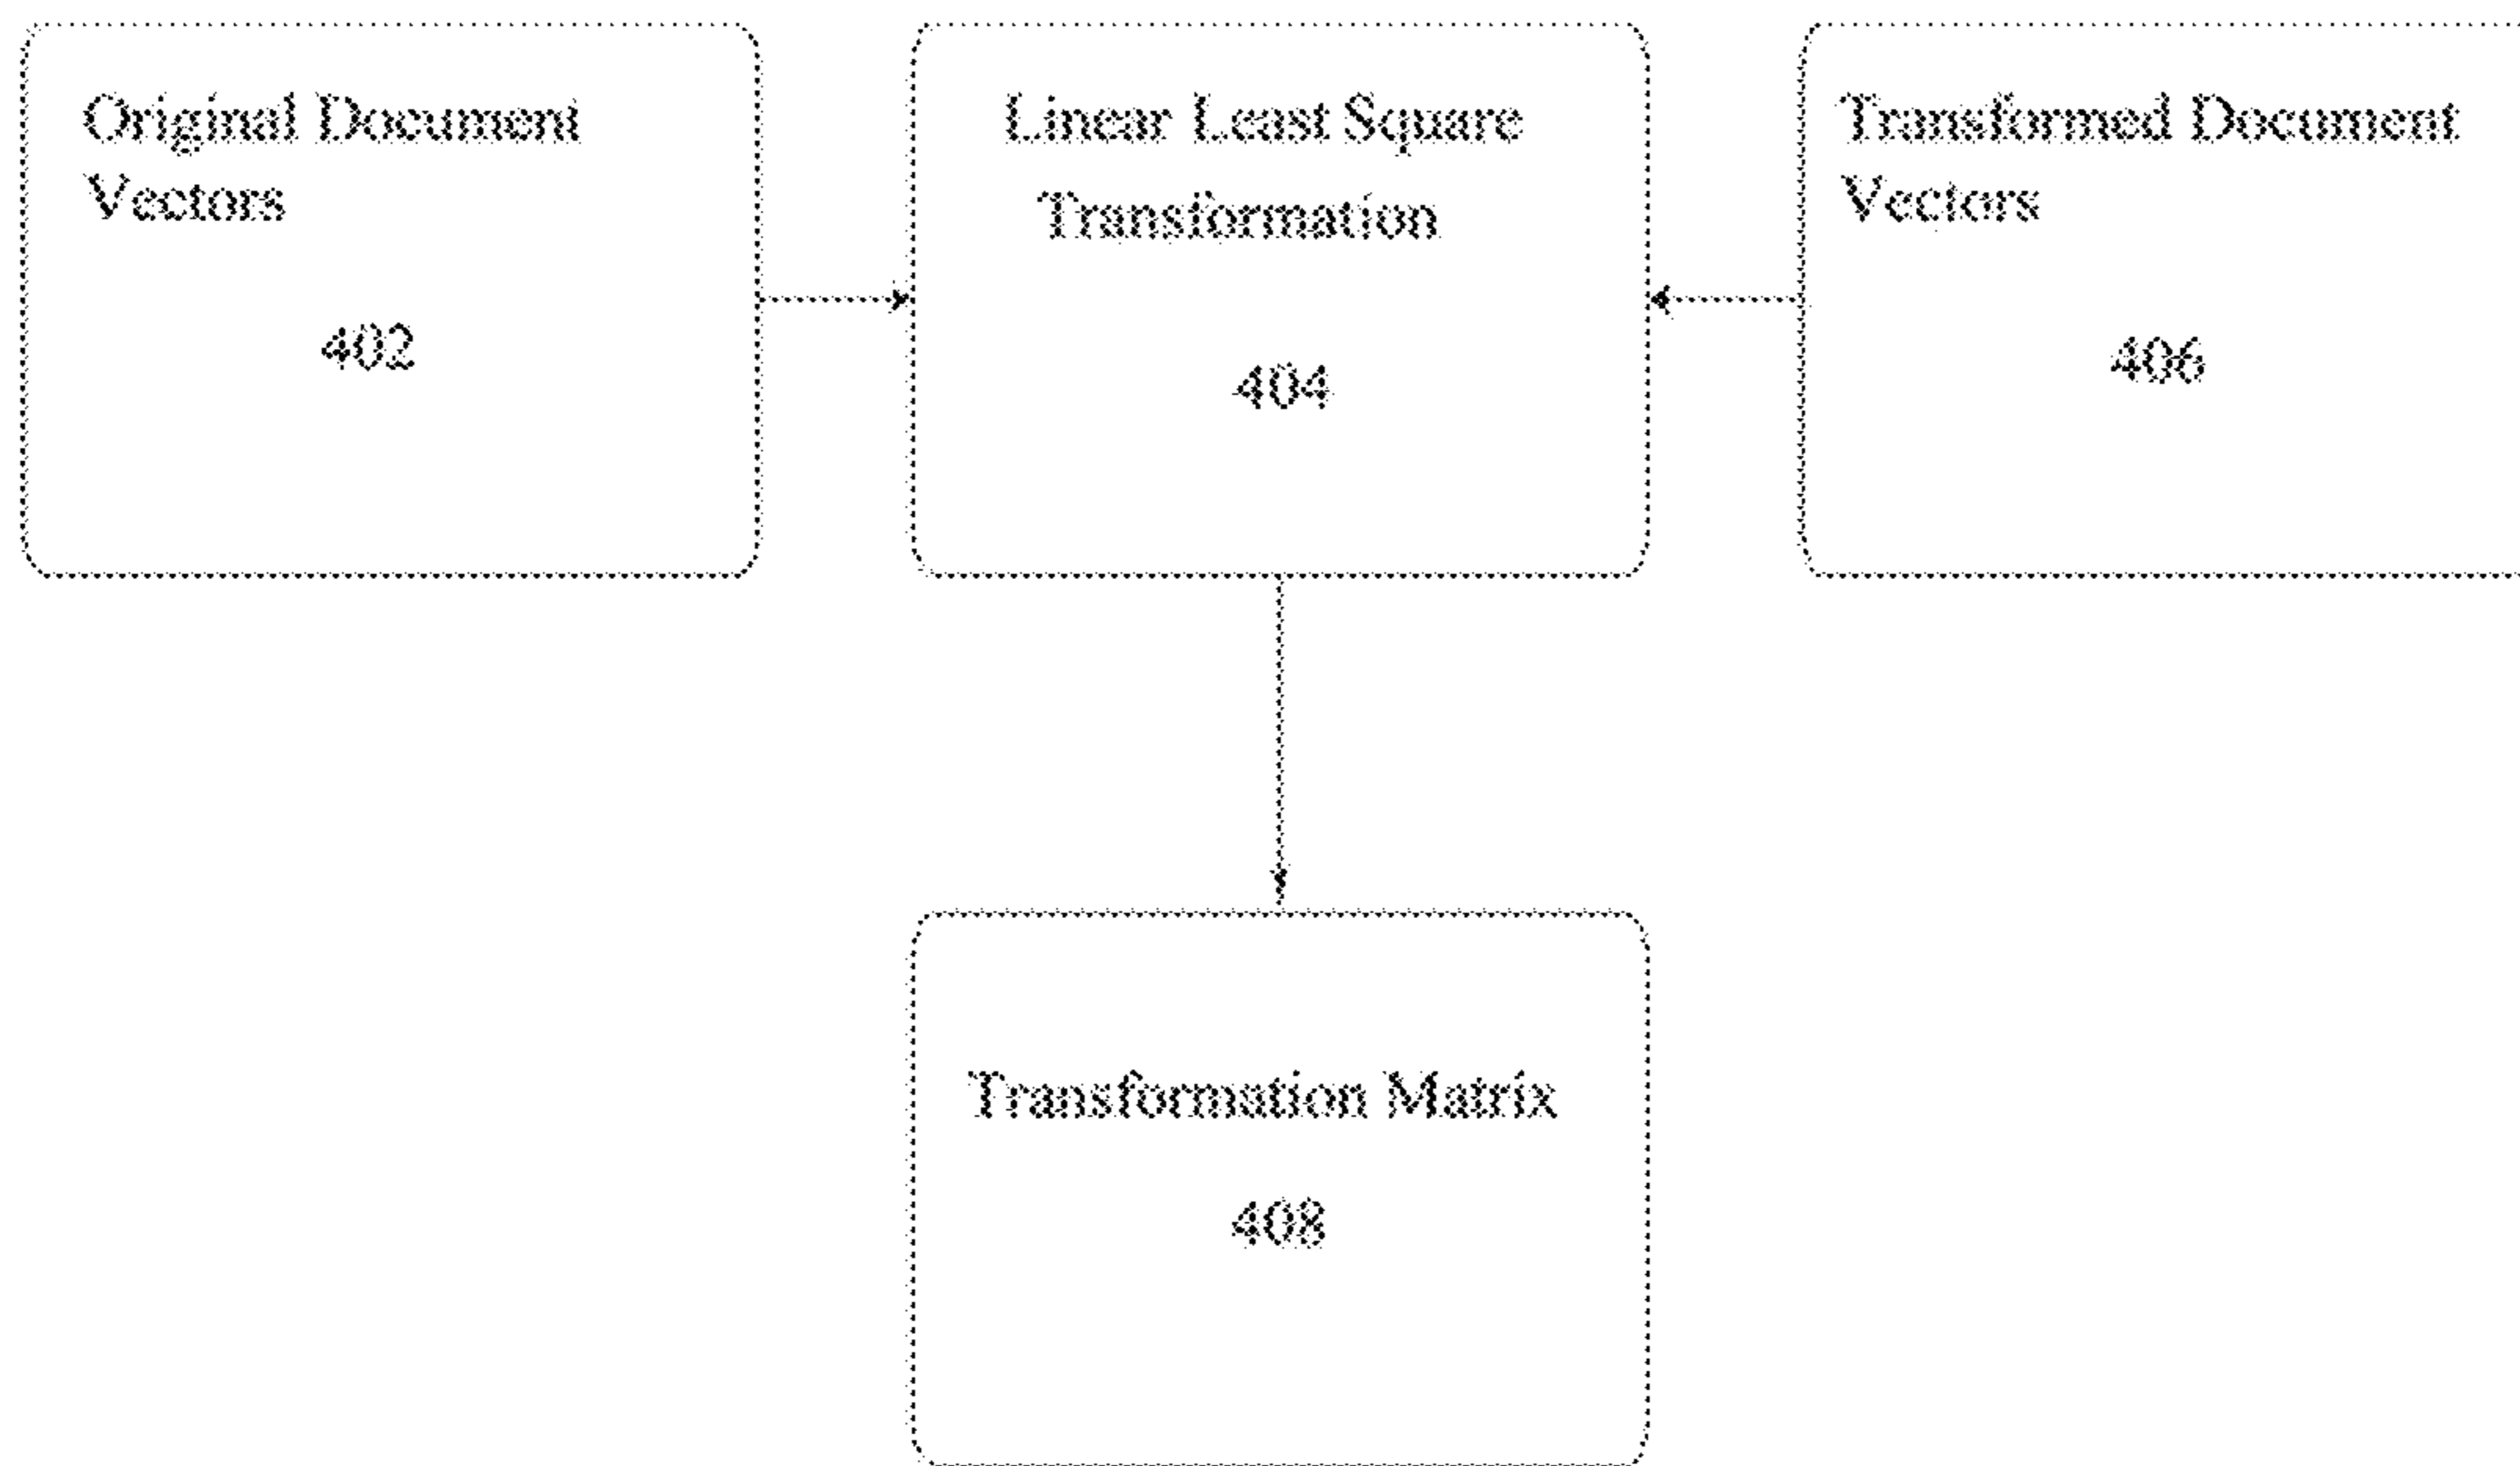 Original Document
Vectors
402
Linear Least Square
Transformation
404
Transformed Document
Vectors
406
Transformation Matrix
408